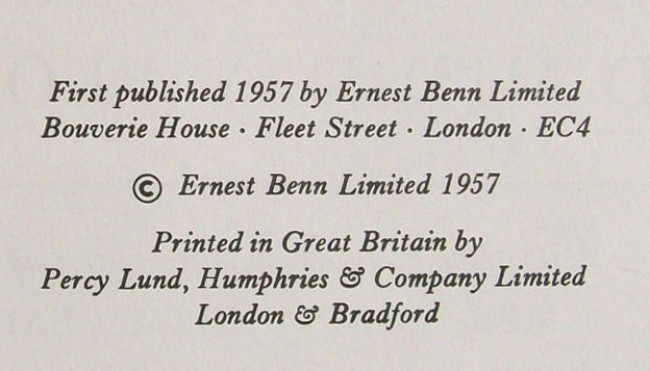 First published 1957 by Ernest Benn Limited
Bouverie House · Fleet Street · London · EC4
© Ernest Benn Limited 1957
Printed in Great Britain by
Percy Lund, Humphries & Company Limited
London & Bradford